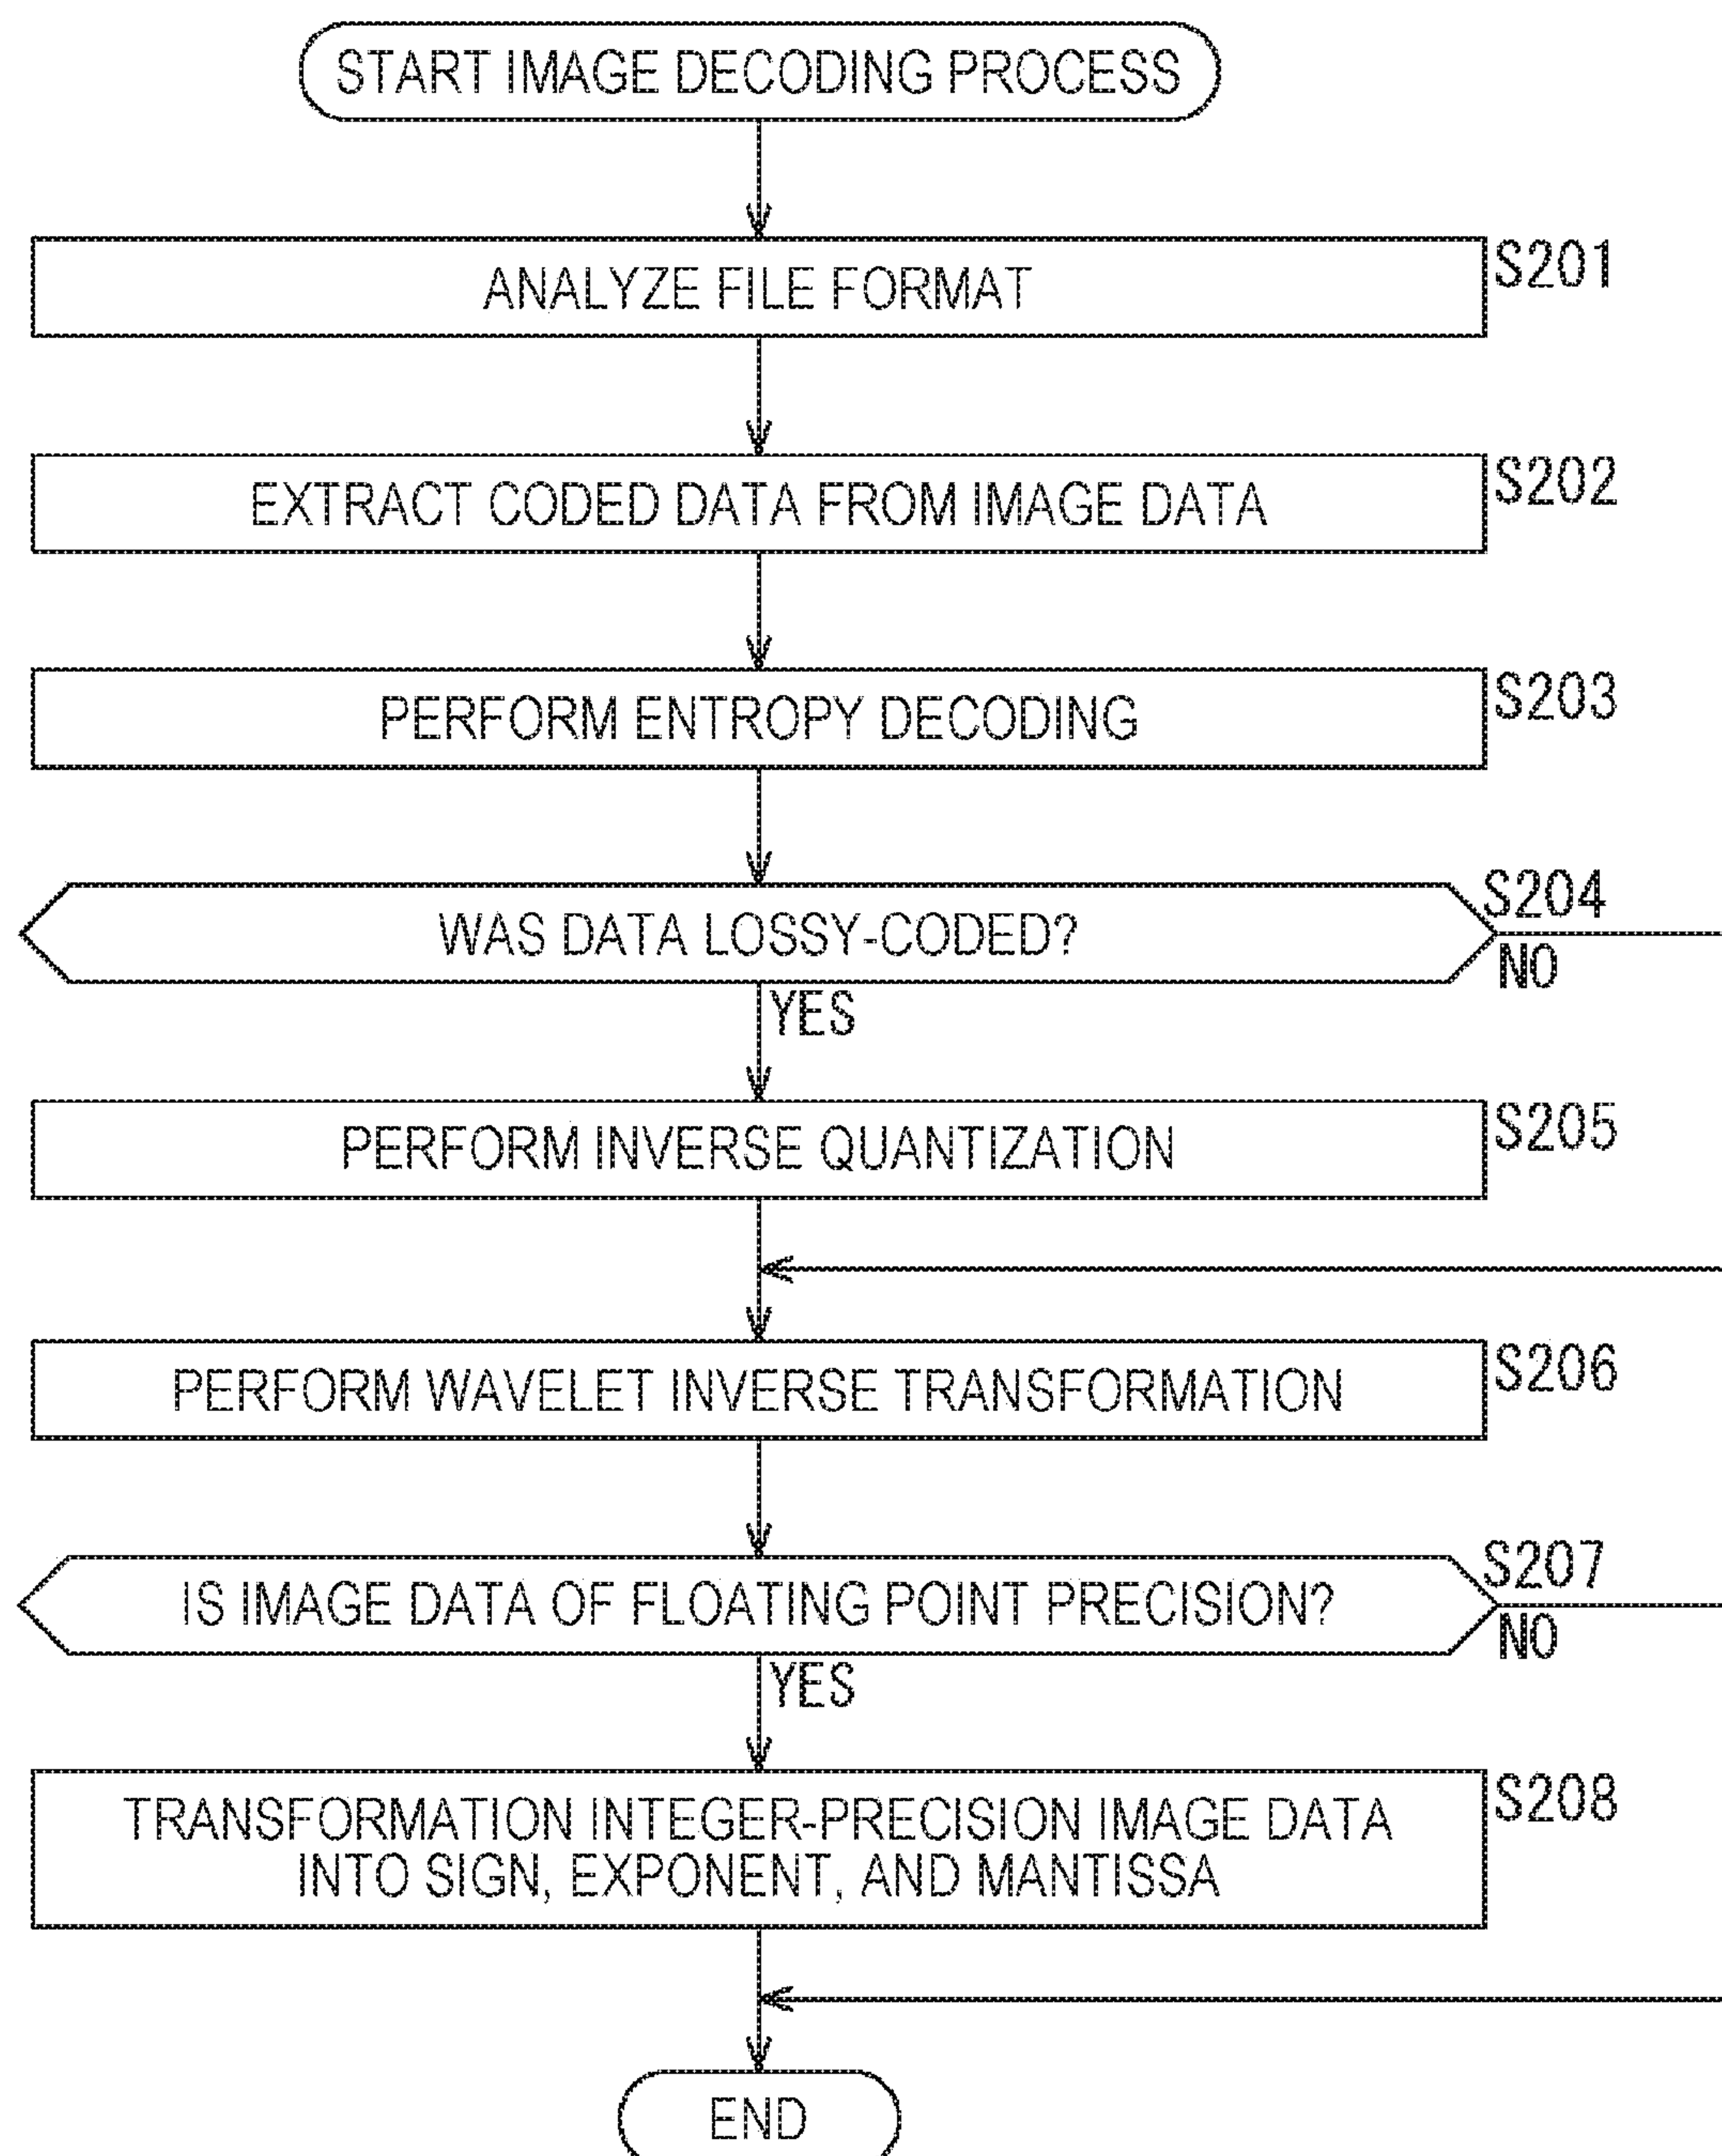 START IMAGE DECODING PROCESS
ANALYZE FILE FORMAT
S201
EXTRACT CODED DATA FROM IMAGE DATA
S202
PERFORM ENTROPY DECODING
S203
WAS DATA LOSSY-CODED?
S204
NO
YES
PERFORM INVERSE QUANTIZATION
S205
PERFORM WAVELET INVERSE TRANSFORMATION
S206
IS IMAGE DATA OF FLOATING POINT PRECISION?
S207
NO
YES
TRANSFORMATION INTEGER-PRECISION IMAGE DATA
INTO SIGN, EXPONENT, AND MANTISSA
S208
END